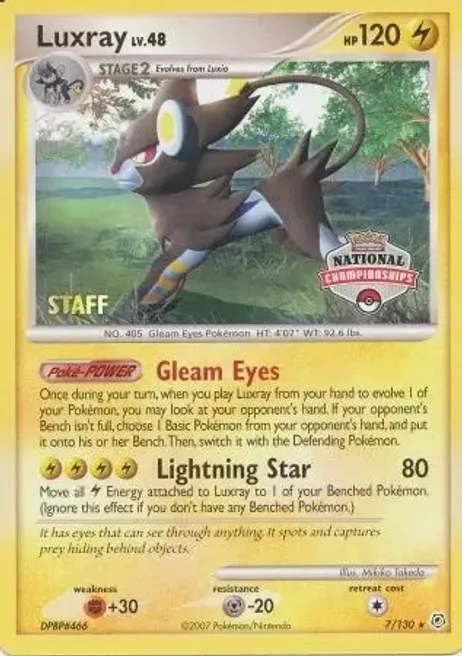 Luxray LV.48 HP 120
STAGE2 Evolves from Luxio
Pokémon
NATIONAL
CHAMPIONSHIPS
STAFF
NO. 405 Gleam Eyes Pokémon HT: 4'07" WT: 92.6 lbs.
Poké-POWER Gleam Eyes
Once during your turn, when you play Luxray from your hand to evolve 1 of
your Pokémon, you may look at your opponent's hand. If your opponent's
Bench isn't full, choose 1 Basic Pokémon from your opponent's hand, and put
it onto his or her Bench. Then, switch it with the Defending Pokémon.
Lightning Star 80
Move all Energy attached to Luxray to 1 of your Benched Pokémon.
(Ignore this effect if you don't have any Benched Pokémon.)
It has eyes that can see through anything. It spots and captures
prey hiding behind objects.
Illus. Mikiko Takeda
weakness resistance retreat cost
+30 -20
DPBP#466 ©2007 Pokémon/Nintendo 7/130 ★